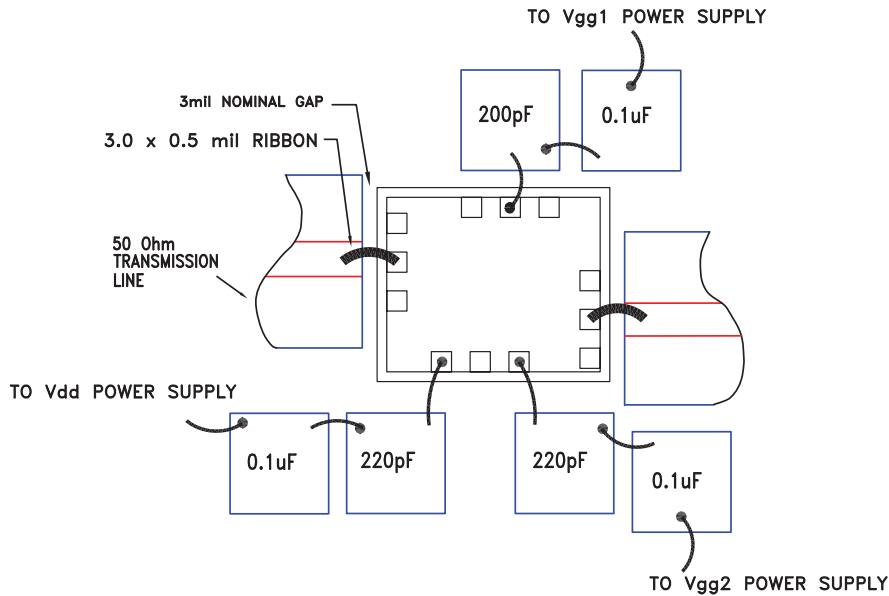 TO Vgg1 POWER SUPPLY
3mil NOMINAL GAP
200pF
0.1uF
3.0 x 0.5 mil RIBBON
50 Ohm
TRANSMISSION
LINE
TO Vdd POWER SUPPLY
0.1uF
220pF
220pF
0.1uF
TO Vgg2 POWER SUPPLY